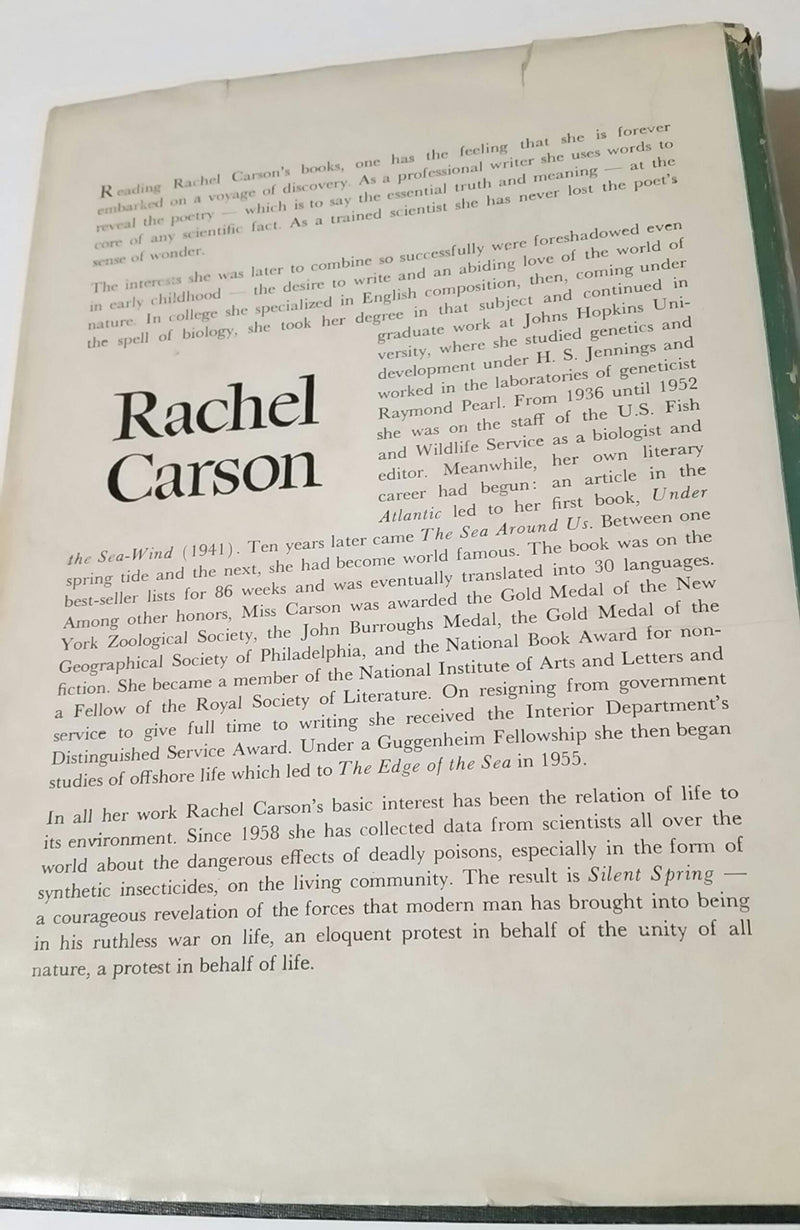 Reading Rachel Carson's books, one has the feeling that she is forever
embarked on a voyage of discovery. As a professional writer she uses words to
reveal the poetry — which is to say the essential truth and meaning — at the
core of any scientific fact. As a trained scientist she has never lost the poet's
sense of wonder.
The interests she was later to combine so successfully were foreshadowed even
in early childhood — the desire to write and an abiding love of the world of
nature. In college she specialized in English composition, then, coming under
the spell of biology, she took her degree in that subject and continued in
graduate work at Johns Hopkins Uni-
versity, where she studied genetics and
development under H. S. Jennings and
worked in the laboratories of geneticist
Raymond Pearl. From 1936 until 1952
she was on the staff of the U.S. Fish
and Wildlife Service as a biologist and
editor. Meanwhile, her own literary
career had begun: an article in the
Atlantic led to her first book, Under
Rachel
Carson
the Sea-Wind (1941). Ten years later came The Sea Around Us. Between one
spring tide and the next, she had become world famous. The book was on the
best-seller lists for 86 weeks and was eventually translated into 30 languages.
Among other honors, Miss Carson was awarded the Gold Medal of the New
York Zoological Society, the John Burroughs Medal, the Gold Medal of the
Geographical Society of Philadelphia, and the National Book Award for non-
fiction. She became a member of the National Institute of Arts and Letters and
a Fellow of the Royal Society of Literature. On resigning from government
service to give full time to writing she received the Interior Department's
Distinguished Service Award. Under a Guggenheim Fellowship she then began
studies of offshore life which led to The Edge of the Sea in 1955.
In all her work Rachel Carson's basic interest has been the relation of life to
its environment. Since 1958 she has collected data from scientists all over the
world about the dangerous effects of deadly poisons, especially in the form of
synthetic insecticides, on the living community. The result is Silent Spring —
a courageous revelation of the forces that modern man has brought into being
in his ruthless war on life, an eloquent protest in behalf of the unity of all
nature, a protest in behalf of life.